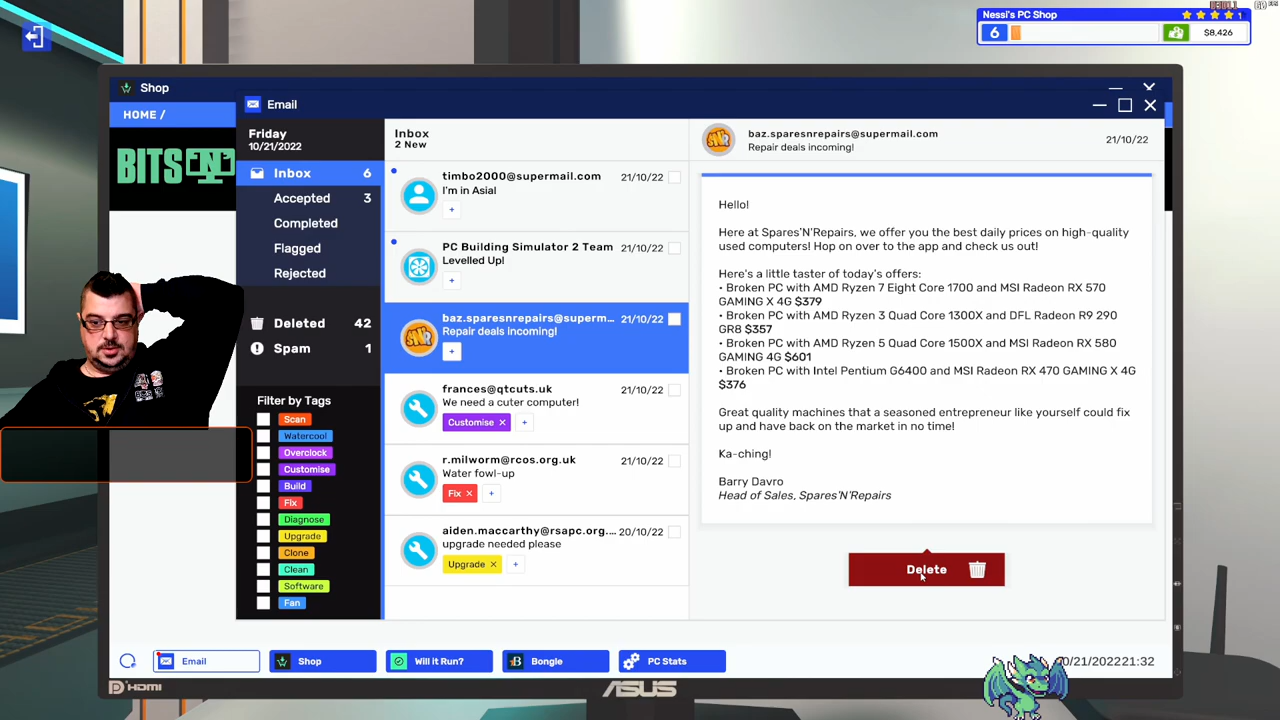 Nessi's PC Shop
1
6
$8,426
Shop
HOME /
BITS
Email
Friday
10/21/2022
Inbox 6
Accepted 3
Completed
Flagged
Rejected
Deleted 42
Spam 1
Filter by Tags
Scan
Watercool
Overclock
Customise
Build
Fix
Diagnose
Upgrade
Clone
Clean
Software
Fan
Inbox
2 New
timbo2000@supermail.com 21/10/22
I'm in Asia!
+
PC Building Simulator 2 Team 21/10/22
Levelled Up!
+
baz.sparesnrepairs@superm... 21/10/22
Repair deals incoming!
+
frances@qtcuts.uk 21/10/22
We need a cuter computer!
Customise × +
r.milworm@rcos.org.uk 21/10/22
Water fowl-up
Fix × +
aiden.maccarthy@rsapc.org.... 20/10/22
upgrade needed please
Upgrade × +
baz.sparesnrepairs@supermail.com
Repair deals incoming!
21/10/22
Hello!
Here at Spares'N'Repairs, we offer you the best daily prices on high-quality
used computers! Hop on over to the app and check us out!
Here's a little taster of today's offers:
• Broken PC with AMD Ryzen 7 Eight Core 1700 and MSI Radeon RX 570
GAMING X 4G $379
• Broken PC with AMD Ryzen 3 Quad Core 1300X and DFL Radeon R9 290
GR8 $357
• Broken PC with AMD Ryzen 5 Quad Core 1500X and MSI Radeon RX 580
GAMING 4G $601
• Broken PC with Intel Pentium G6400 and MSI Radeon RX 470 GAMING X 4G
$376
Great quality machines that a seasoned entrepreneur like yourself could fix
up and have back on the market in no time!
Ka-ching!
Barry Davro
Head of Sales, Spares'N'Repairs
Delete
Email
Shop
Will it Run?
Bongle
PC Stats
10/21/2022 21:32
HDMI
ASUS